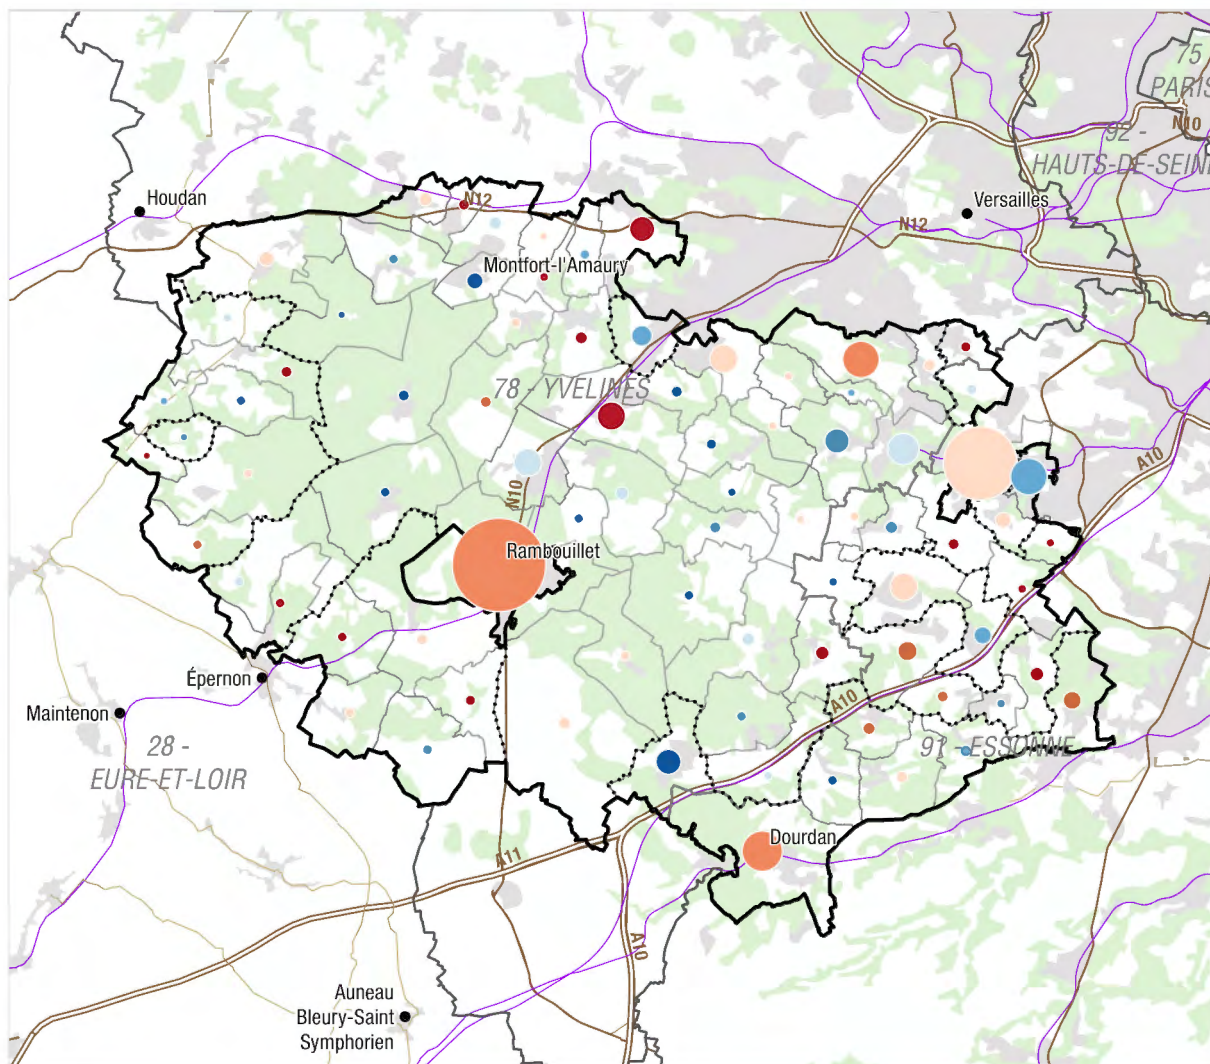 75
PARIS
N10
92 -
HAUTS-DE-SEINE
Houdan
N12
Versailles
N12
Montfort-l'Amaury
78 - YVELINES
A10
N10
Rambouillet
Épernon
Maintenon
A10
28 -
EURE-ET-LOIR
91 - ESSONNE
Dourdan
A11
A10
Auneau
Bleury-Saint
Symphorien